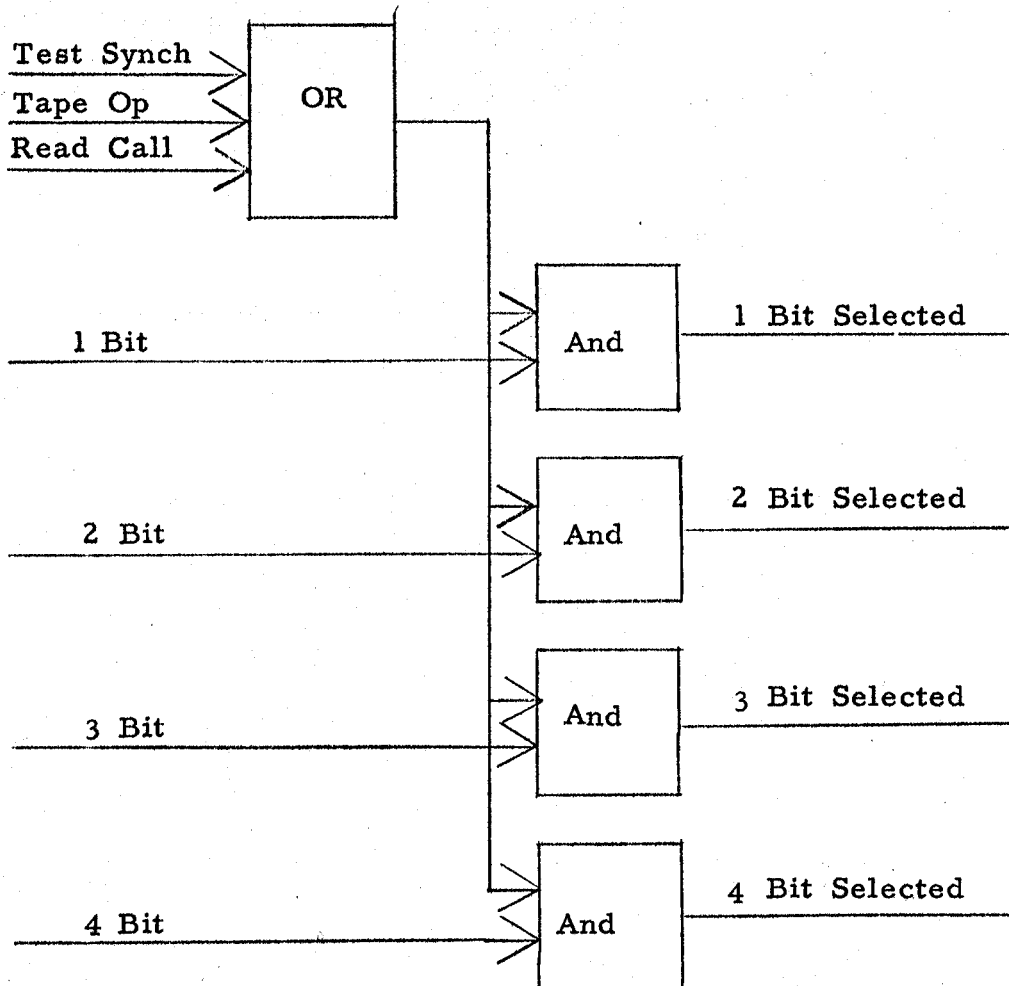 Test Synch
Tape Op
Read Call
OR
1 Bit
And
1 Bit Selected
2 Bit
And
2 Bit Selected
3 Bit
And
3 Bit Selected
4 Bit
And
4 Bit Selected